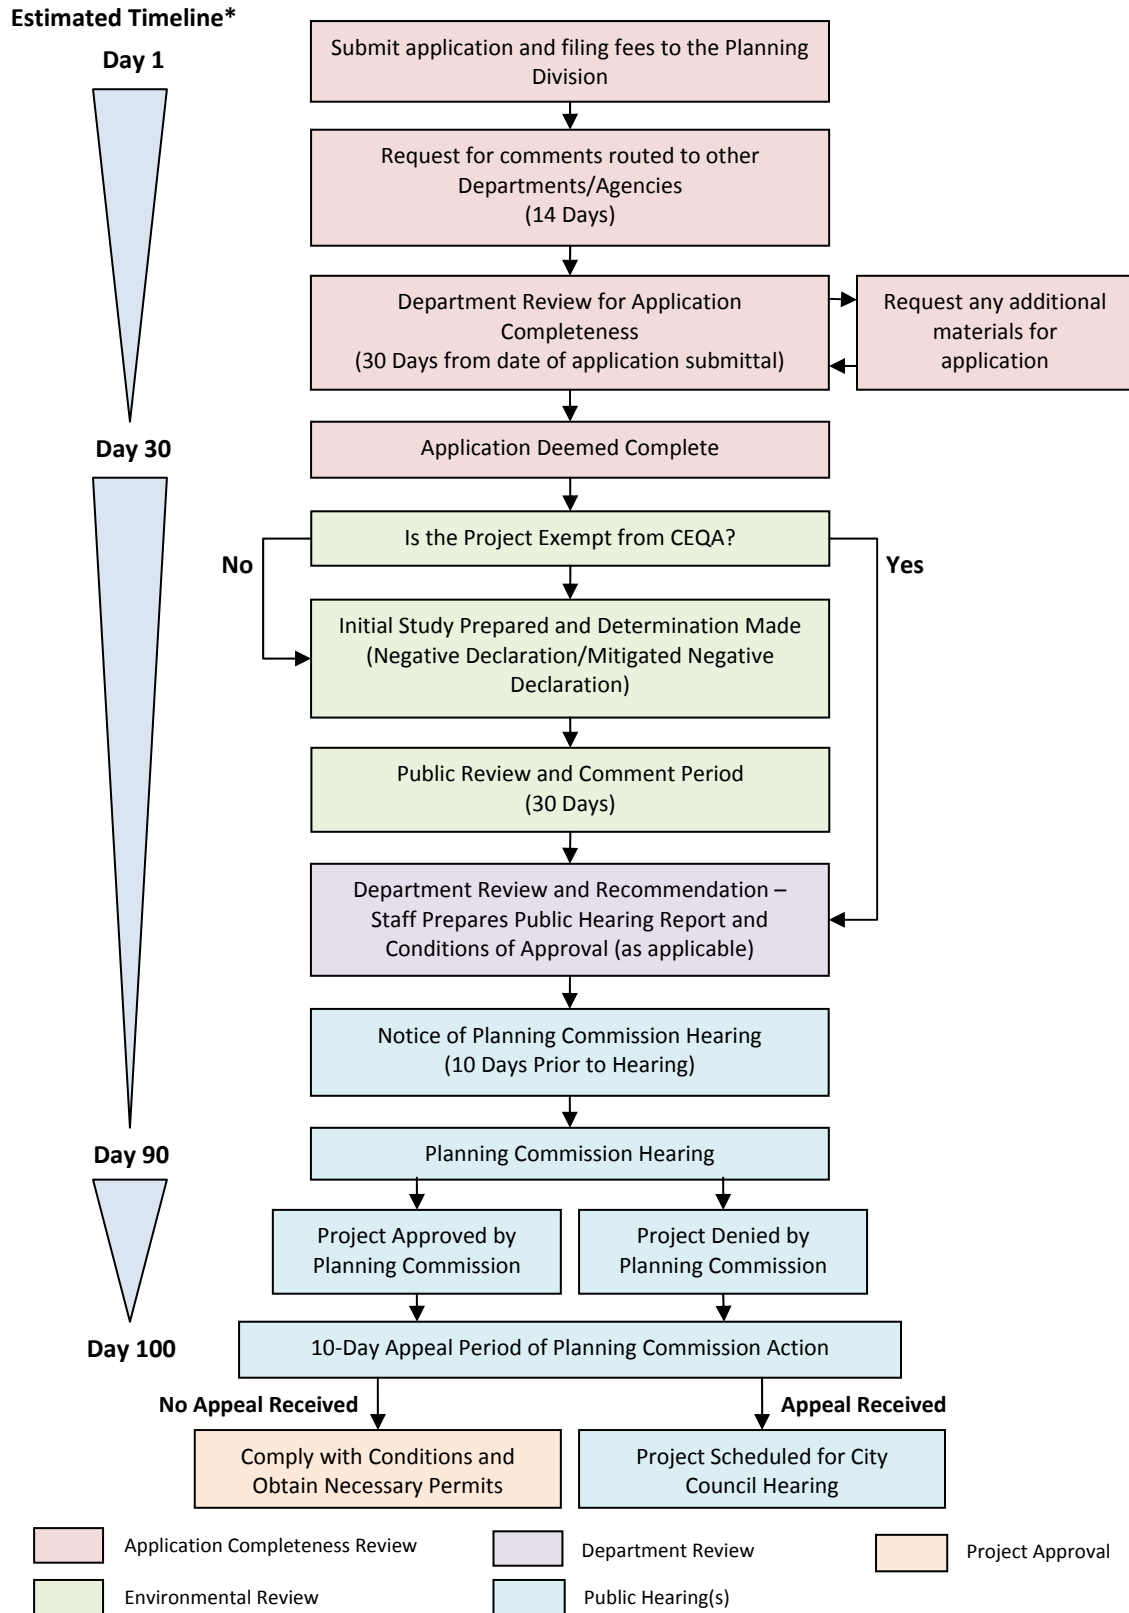 Estimated Timeline*
Day 1
Submit application and filing fees to the Planning
Division
Request for comments routed to other
Departments/Agencies
(14 Days)
Department Review for Application
Completeness
(30 Days from date of application submittal)
Request any additional
materials for
application
Day 30
Application Deemed Complete
Is the Project Exempt from CEQA?
No
Yes
Initial Study Prepared and Determination Made
(Negative Declaration/Mitigated Negative
Declaration)
Public Review and Comment Period
(30 Days)
Department Review and Recommendation –
Staff Prepares Public Hearing Report and
Conditions of Approval (as applicable)
Notice of Planning Commission Hearing
(10 Days Prior to Hearing)
Day 90
Planning Commission Hearing
Project Approved by
Planning Commission
Project Denied by
Planning Commission
Day 100
10-Day Appeal Period of Planning Commission Action
No Appeal Received
Appeal Received
Comply with Conditions and
Obtain Necessary Permits
Project Scheduled for City
Council Hearing
Application Completeness Review
Department Review
Project Approval
Environmental Review
Public Hearing(s)